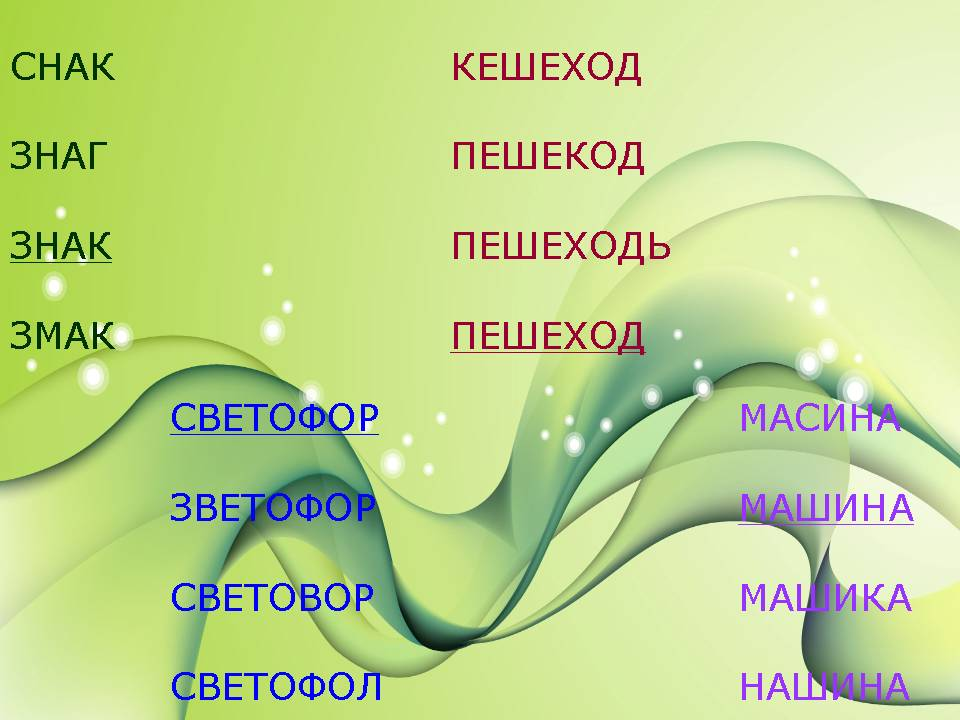 СНАК
ЗНАГ
ЗНАК
ЗМАК
КЕШЕХОД
ПЕШЕКОД
ПЕШЕХОДЬ
ПЕШЕХОД
СВЕТОФОР
ЗВЕТОФОР
СВЕТОВОР
СВЕТОФОЛ
МАСИНА
МАШИНА
МАШИКА
НАШИНА